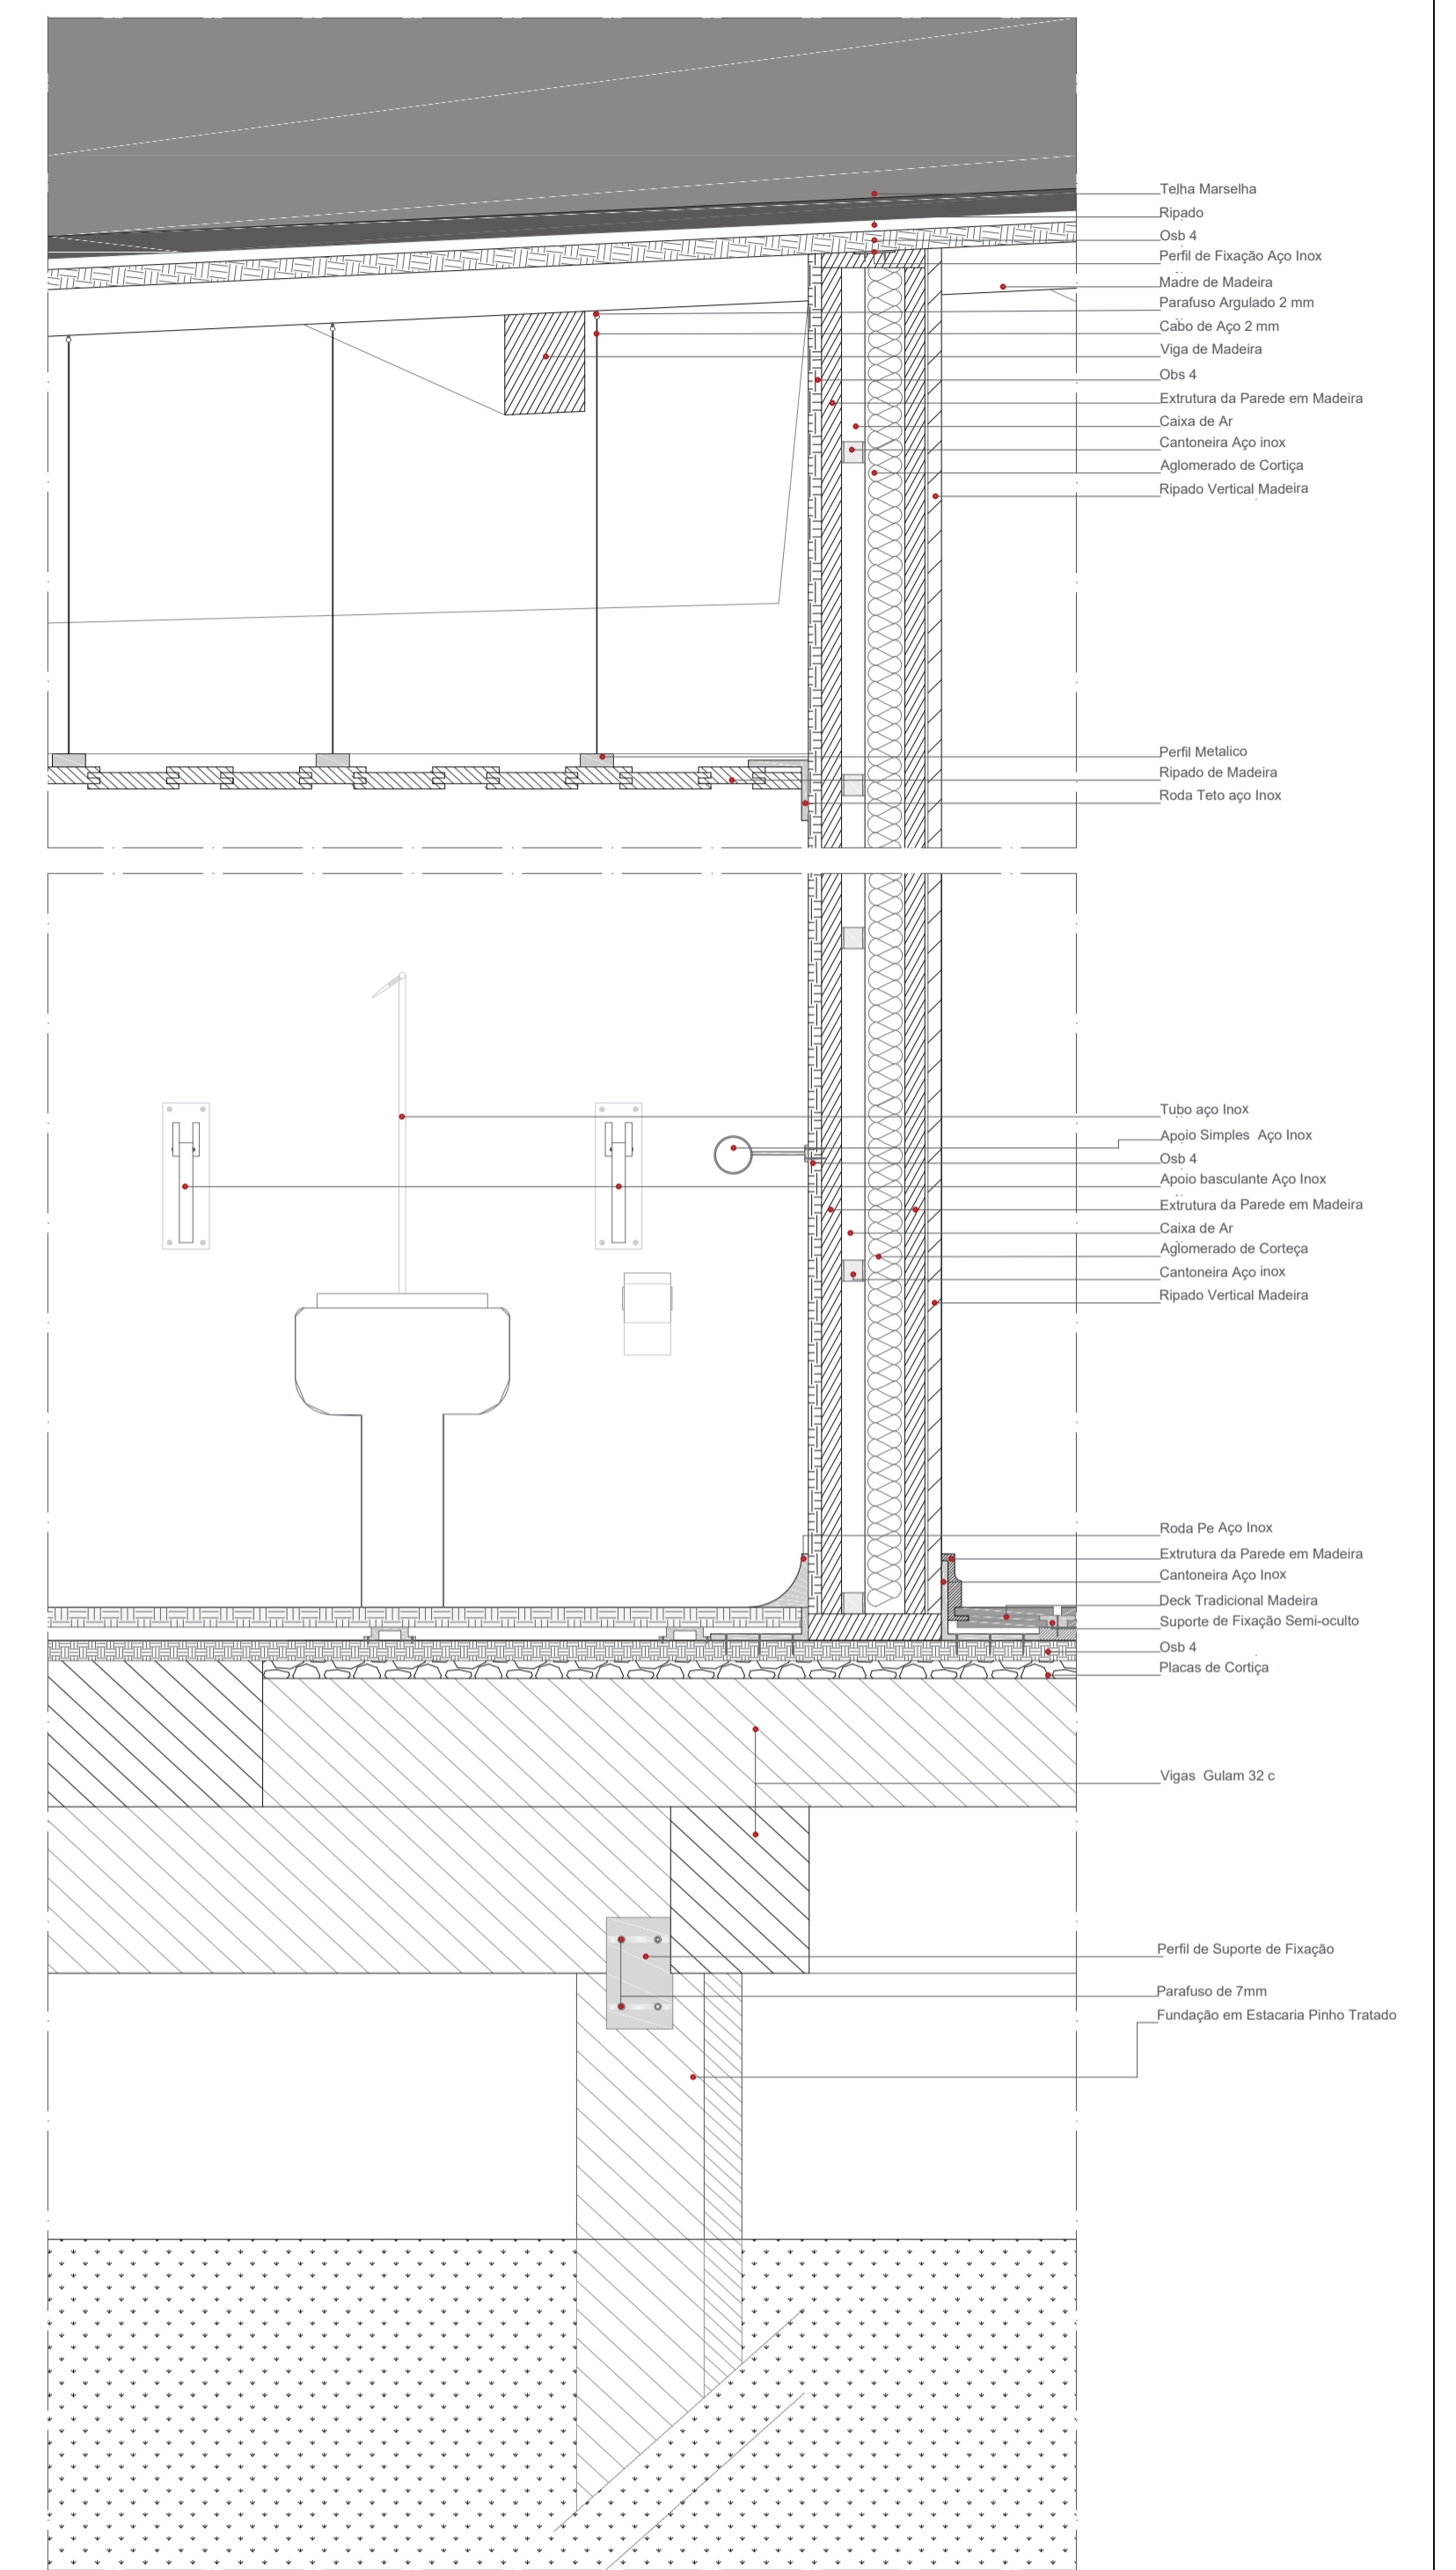 Telha Marselha
Ripado
Osb 4
Perfil de Fixação Aço Inox
Madre de Madeira
Parafuso Argulado 2 mm
Cabo de Aço 2 mm
Viga de Madeira
Obs 4
Extrutura da Parede em Madeira
Caixa de Ar
Cantoneira Aço inox
Aglomerado de Cortiça
Ripado Vertical Madeira
Perfil Metalico
Ripado de Madeira
Roda Teto aço Inox
Tubo aço Inox
Apoio Simples Aço Inox
Osb 4
Apoio basculante Aço Inox
Extrutura da Parede em Madeira
Caixa de Ar
Aglomerado de Corteça
Cantoneira Aço inox
Ripado Vertical Madeira
Roda Pe Aço Inox
Extrutura da Parede em Madeira
Cantoneira Aço Inox
Deck Tradicional Madeira
Suporte de Fixação Semi-oculto
Osb 4
Placas de Cortiça
Vigas Gulam 32 c
Perfil de Suporte de Fixação
Parafuso de 7mm
Fundação em Estacaria Pinho Tratado